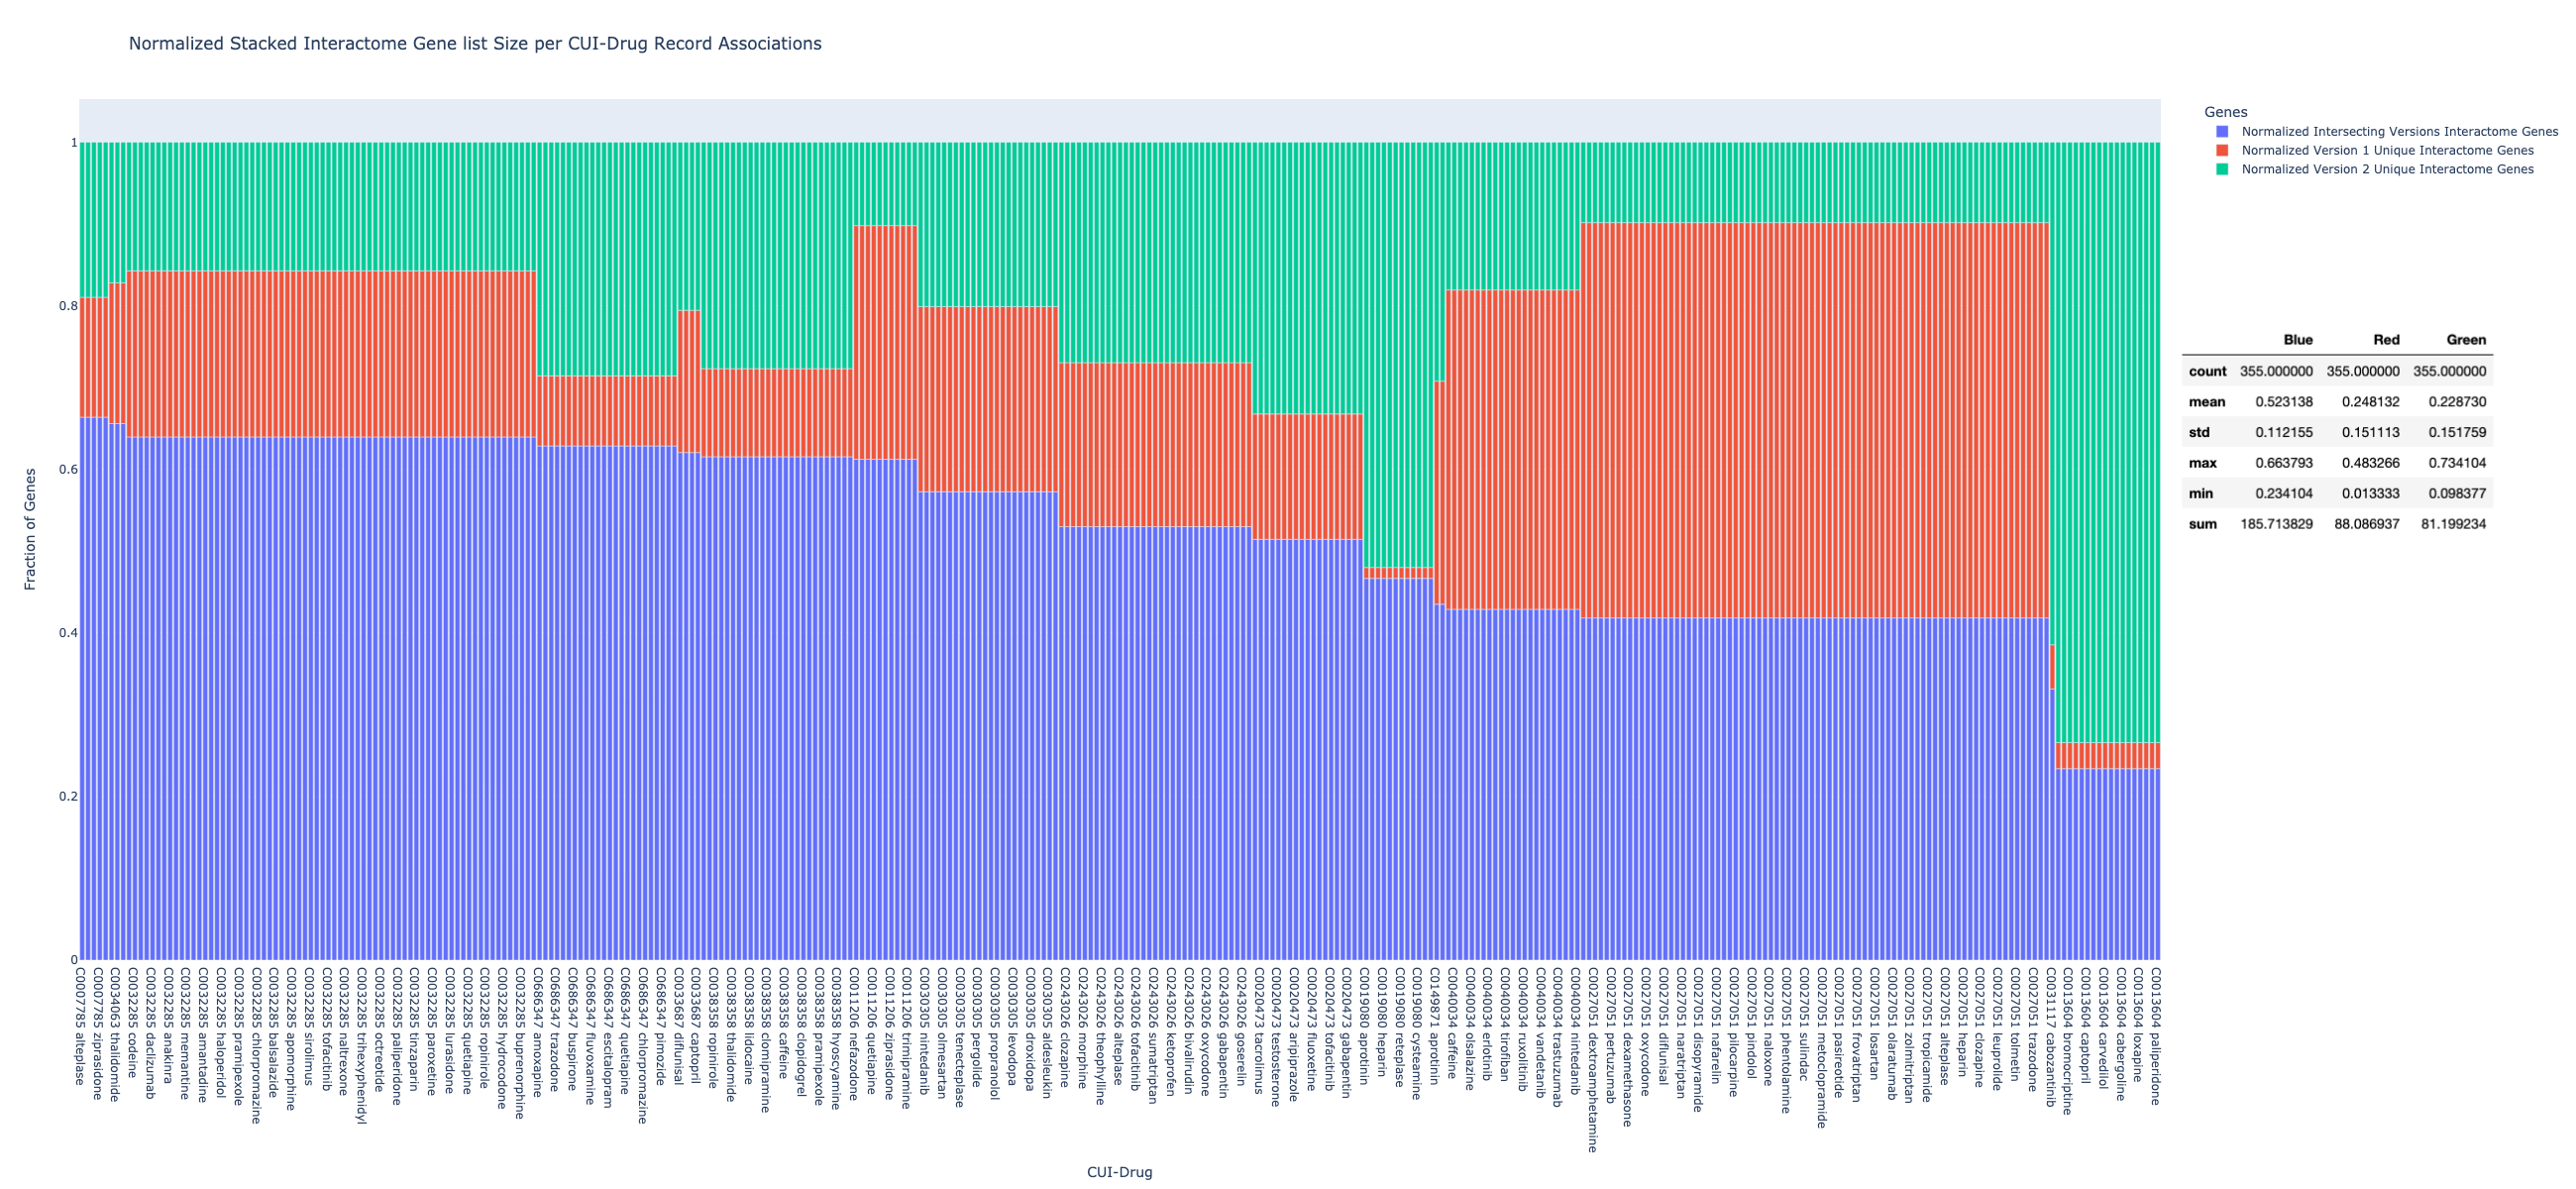 Normalized Stacked Interactome Gene list Size per CUI-Drug Record Associations
Genes
Normalized Intersecting Versions Interactome Genes
Normalized Version 1 Unique Interactome Genes
Normalized Version 2 Unique Interactome Genes
1
0.8
0.6
0.4
0.2
0
Fraction of Genes
Blue Red Green
count 355.000000 355.000000 355.000000
mean 0.523138 0.248132 0.228730
std 0.112155 0.151113 0.151759
max 0.663793 0.483266 0.734104
min 0.234104 0.013333 0.098377
sum 185.713829 88.086937 81.199234
C0007785 alteplase
C0007785 ziprasidone
C0034063 thalidomide
C0032285 codeine
C0032285 daclizumab
C0032285 anakinra
C0032285 memantine
C0032285 amantadine
C0032285 haloperidol
C0032285 pramipexole
C0032285 chlorpromazine
C0032285 balsalazide
C0032285 apomorphine
C0032285 sirolimus
C0032285 tofacitinib
C0032285 naltrexone
C0032285 trihexyphenidyl
C0032285 octreotide
C0032285 paliperidone
C0032285 tinzaparin
C0032285 paroxetine
C0032285 lurasidone
C0032285 quetiapine
C0032285 ropinirole
C0032285 hydrocodone
C0032285 buprenorphine
C0686347 amoxapine
C0686347 trazodone
C0686347 buspirone
C0686347 fluvoxamine
C0686347 escitalopram
C0686347 quetiapine
C0686347 chlorpromazine
C0686347 pimozide
C0033687 diflunisal
C0033687 captopril
C0038358 ropinirole
C0038358 thalidomide
C0038358 lidocaine
C0038358 clomipramine
C0038358 caffeine
C0038358 clopidogrel
C0038358 pramipexole
C0038358 hyoscyamine
C0011206 nefazodone
C0011206 quetiapine
C0011206 ziprasidone
C0011206 trimipramine
C0030305 nintedanib
C0030305 olmesartan
C0030305 tenecteplase
C0030305 pergolide
C0030305 propranolol
C0030305 levodopa
C0030305 droxidopa
C0030305 aldesleukin
C0243026 clozapine
C0243026 morphine
C0243026 theophylline
C0243026 alteplase
C0243026 tofacitinib
C0243026 sumatriptan
C0243026 ketoprofen
C0243026 bivalirudin
C0243026 oxycodone
C0243026 gabapentin
C0243026 goserelin
C0020473 tacrolimus
C0020473 testosterone
C0020473 aripiprazole
C0020473 fluoxetine
C0020473 tofacitinib
C0020473 gabapentin
C0019080 aprotinin
C0019080 heparin
C0019080 reteplase
C0019080 cysteamine
C0149871 aprotinin
C0040034 caffeine
C0040034 olsalazine
C0040034 erlotinib
C0040034 tirofiban
C0040034 ruxolitinib
C0040034 vandetanib
C0040034 trastuzumab
C0040034 nintedanib
C0027051 dextroamphetamine
C0027051 pertuzumab
C0027051 dexamethasone
C0027051 oxycodone
C0027051 diflunisal
C0027051 naratriptan
C0027051 disopyramide
C0027051 nafarelin
C0027051 pilocarpine
C0027051 pindolol
C0027051 naloxone
C0027051 phentolamine
C0027051 sulindac
C0027051 metoclopramide
C0027051 pasireotide
C0027051 frovatriptan
C0027051 losartan
C0027051 olaratumab
C0027051 zolmitriptan
C0027051 tropicamide
C0027051 alteplase
C0027051 heparin
C0027051 clozapine
C0027051 leuprolide
C0027051 tolmetin
C0027051 trazodone
C0031117 cabozantinib
C0013604 bromocriptine
C0013604 captopril
C0013604 carvedilol
C0013604 cabergoline
C0013604 loxapine
C0013604 paliperidone
CUI-Drug